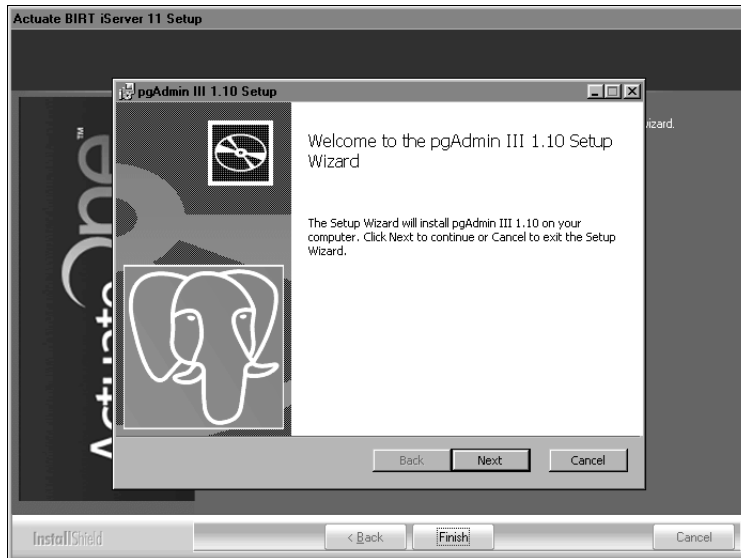 Actuate BIRT iServer 11 Setup
pgAdmin III 1.10 Setup
wizard.
Welcome to the pgAdmin III 1.10 Setup
Wizard
The Setup Wizard will install pgAdmin III 1.10 on your
computer. Click Next to continue or Cancel to exit the Setup
Wizard.
ActuateOne™
Back
Next
Cancel
InstallShield
< Back
Finish
Cancel